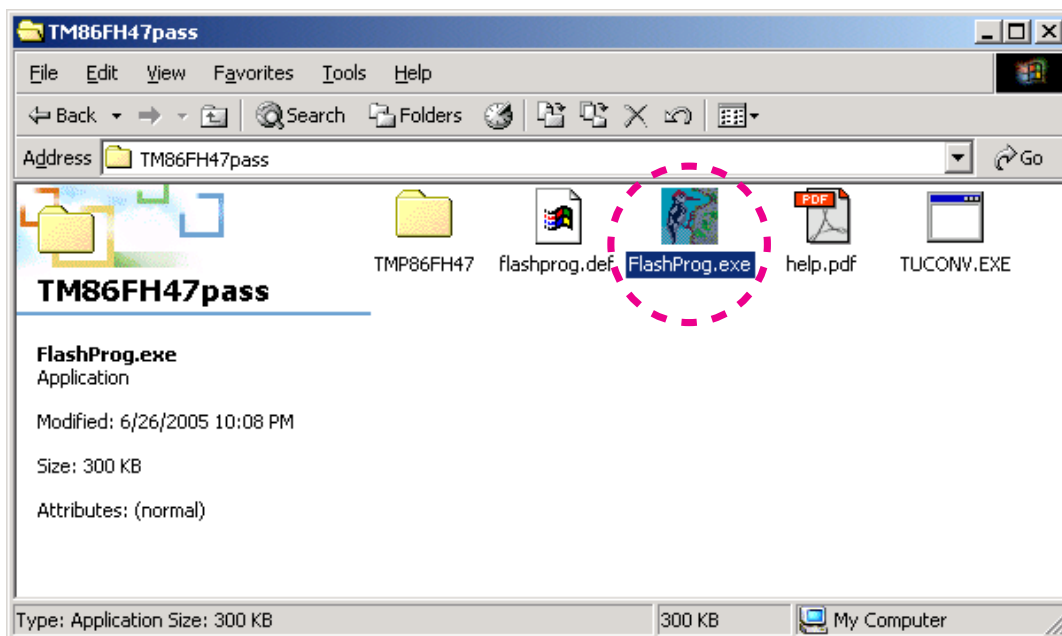 TM86FH47pass
File Edit View Favorites Tools Help
Back Search Folders
Address TM86FH47pass Go
TMP86FH47 flashprog.def FlashProg.exe help.pdf TUCONV.EXE
PDF
TM86FH47pass
FlashProg.exe
Application
Modified: 6/26/2005 10:08 PM
Size: 300 KB
Attributes: (normal)
Type: Application Size: 300 KB 300 KB My Computer